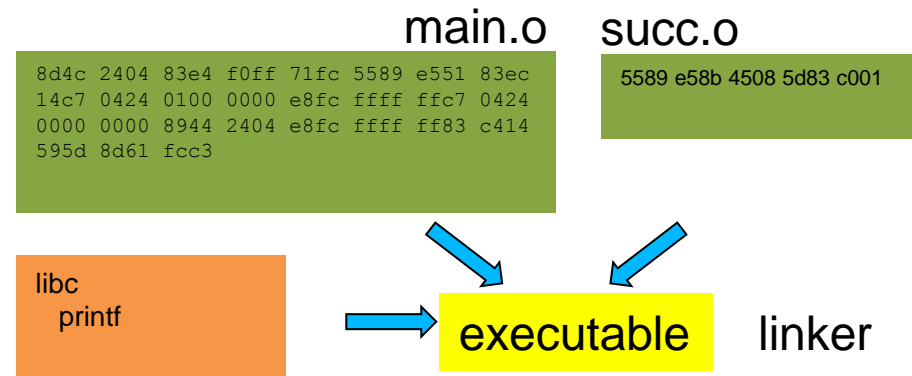 main.o
succ.o
8d4c 2404 83e4 f0ff 71fc 5589 e551 83ec
14c7 0424 0100 0000 e8fc ffff ffc7 0424
0000 0000 8944 2404 e8fc ffff ff83 c414
595d 8d61 fcc3
5589 e58b 4508 5d83 c001
libc
printf
executable
linker